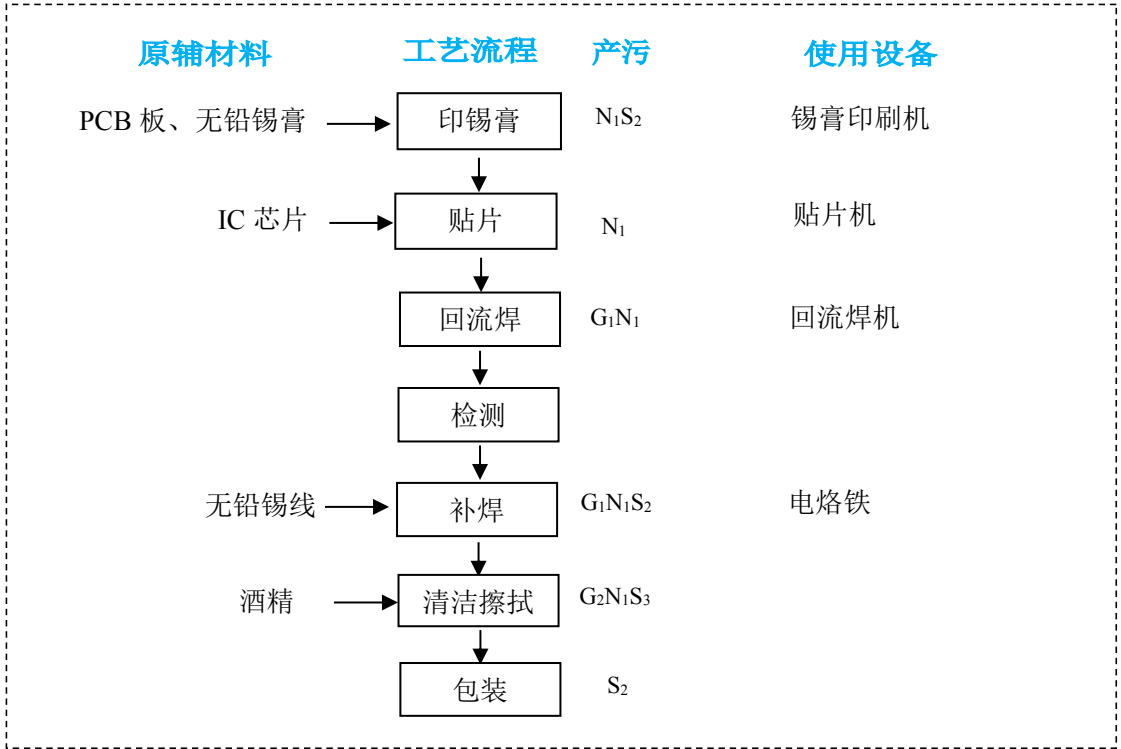 原辅材料 工艺流程 产污 使用设备
PCB 板、无铅锡膏 印锡膏 N₁S₂ 锡膏印刷机
IC 芯片 贴片 N₁ 贴片机
回流焊 G₁N₁ 回流焊机
检测
无铅锡线 补焊 G₁N₁S₂ 电烙铁
酒精 清洁擦拭 G₂N₁S₃
包装 S₂